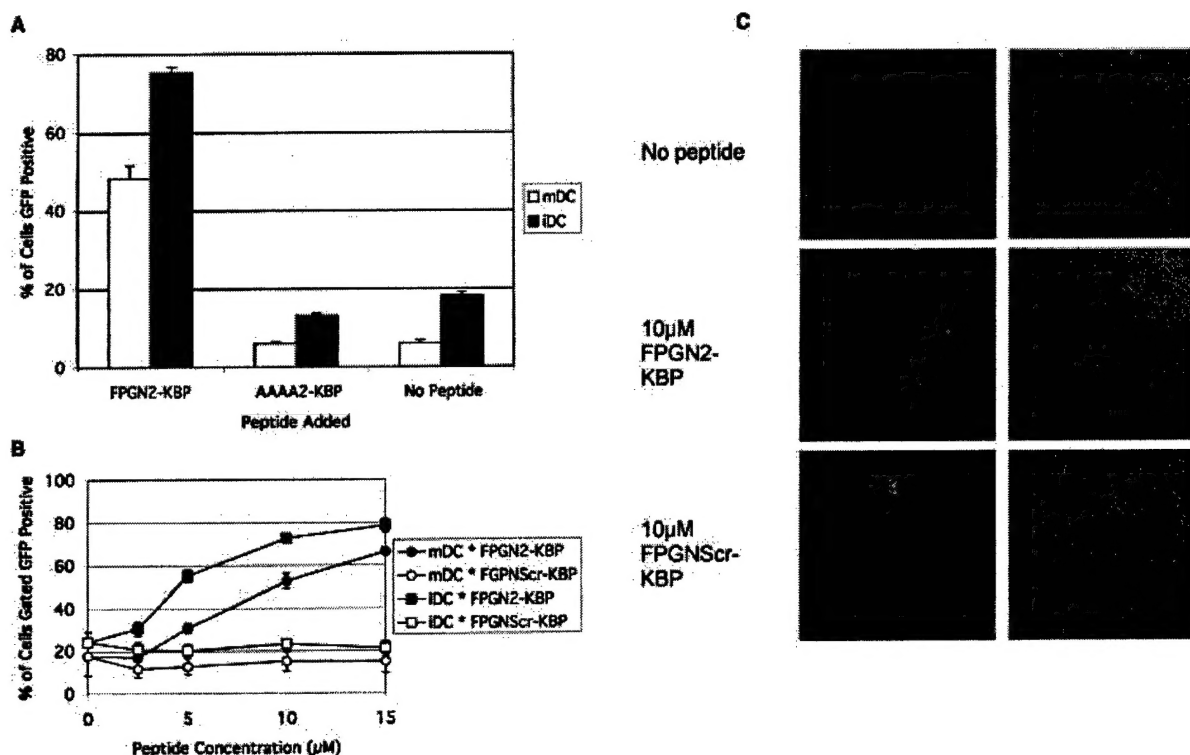 A
% of Cells GFP Positive
80
60
40
20
0
FPGN2-KBP
AAAA2-KBP
No Peptide
Peptide Added
mDC
iDC
B
% of Cells Gated GFP Positive
100
80
60
40
20
0
0
5
10
15
Peptide Concentration (µM)
mDC * FPGN2-KBP
mDC * FGPNScr-KBP
iDC * FPGN2-KBP
iDC * FPGNScr-KBP
C
No peptide
10µM
FPGN2-
KBP
10µM
FPGNScr-
KBP